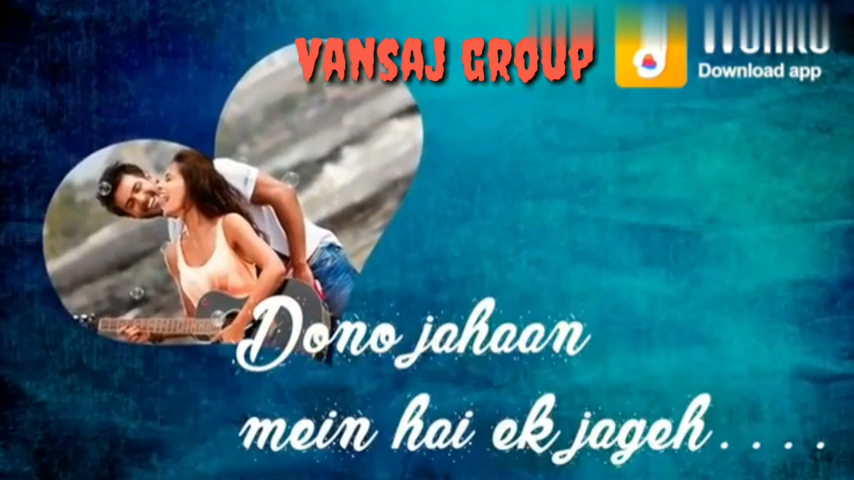 VANSAJ GROUP
Download app
Dono jahaan
mein hai ek jageh....